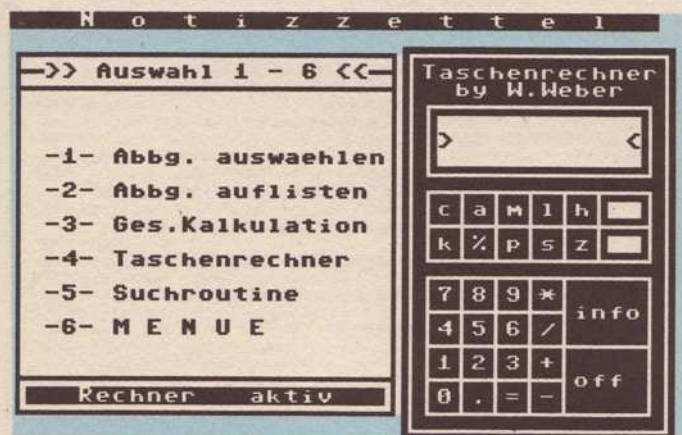 N o t i z z e t t e l
>> Auswahl 1 - 6 <<
-1- Abbg. auswaehlen
-2- Abbg. auflisten
-3- Ges.Kalkulation
-4- Taschenrechner
-5- Suchroutine
-6- M E N U E
Rechner aktiv
Taschenrechner
by W.Weber
> <
c a m l h
k % p s z
7 8 9 * info
4 5 6 /
1 2 3 + off
0 . = -